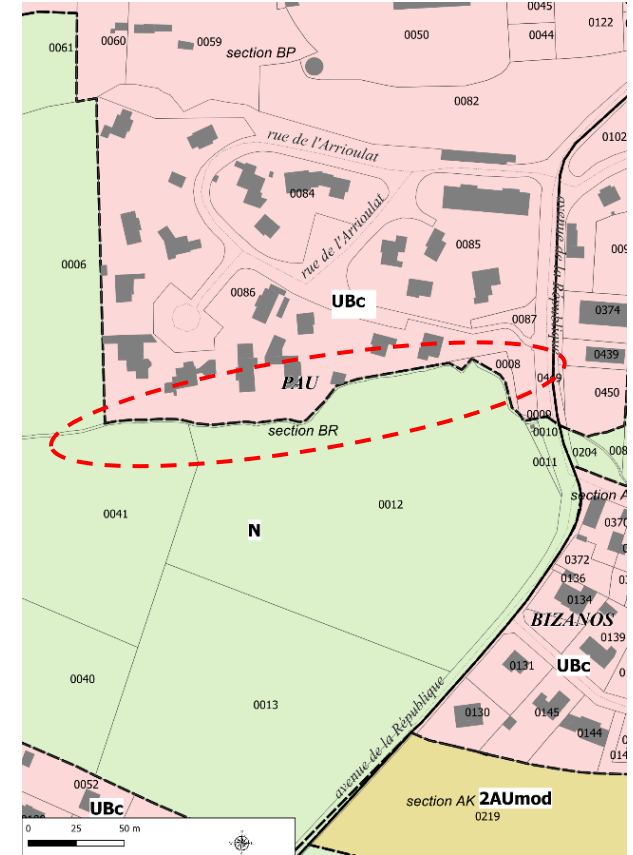 0045
0061
0060
0059
0050
0044
0122
section BP
0082
0102
rue de l'Arrioulat
0084
rue de l'Arrioulat
0085
0006
0086
UBc
0087
0374
0439
0008
PAU
0450
0009
section BR
0010
0204
0011
section A
0012
0041
N
0370
0372
0136
0134
BIZANOS
0139
0131
UBc
0040
0013
avenue de la République
0130
0145
0144
0052
UBc
section AK
2AUmod
0219
0 25 50 m